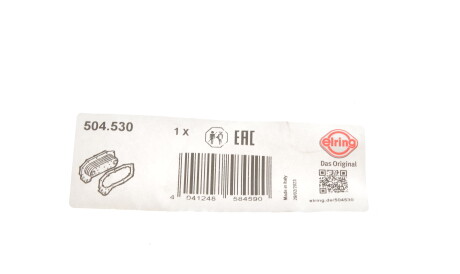 504.530
1 X
EAC
elring
Das Original
Made in Italy
4 041248 584590
elring.de/504530